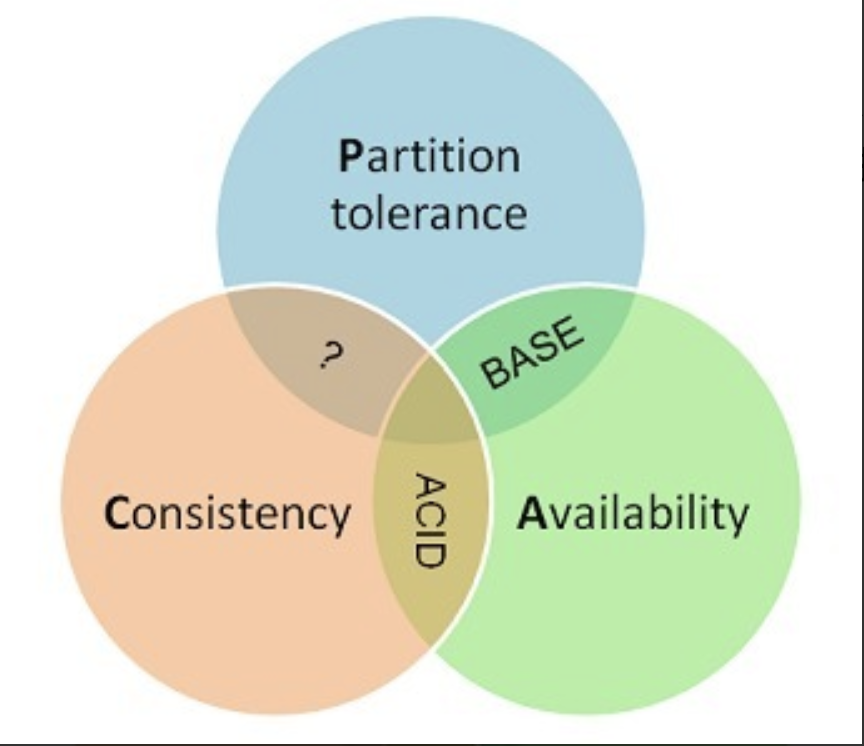 Partition
tolerance
?
BASE
Consistency
ACID
Availability